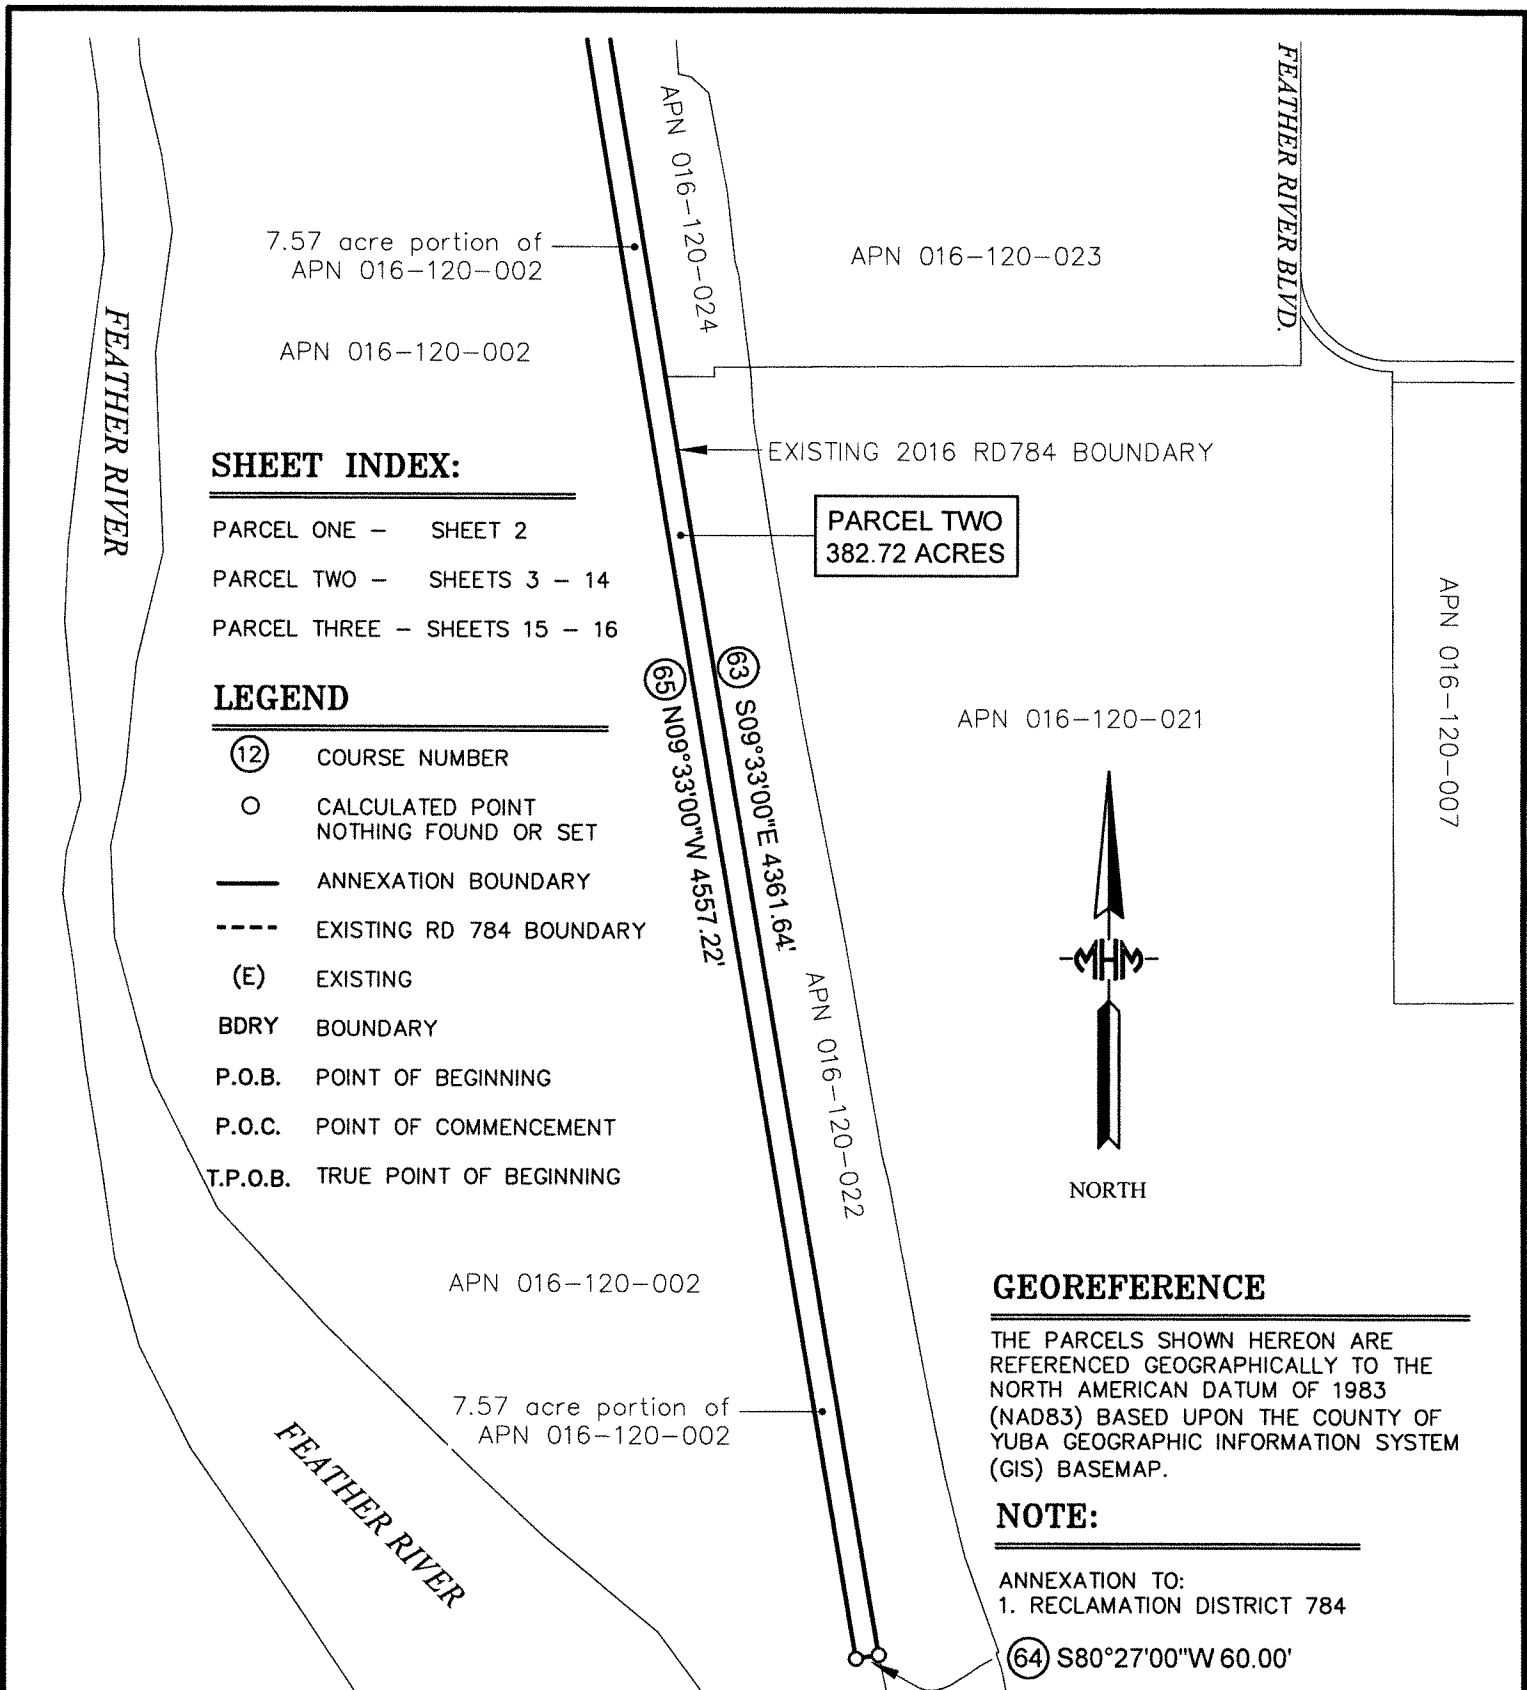 FEATHER RIVER BLVD.
APN 016-120-024
7.57 acre portion of
APN 016-120-002
APN 016-120-023
APN 016-120-002
FEATHER RIVER
EXISTING 2016 RD784 BOUNDARY
SHEET INDEX:
PARCEL ONE - SHEET 2
PARCEL TWO - SHEETS 3 - 14
PARCEL THREE - SHEETS 15 - 16
PARCEL TWO
382.72 ACRES
APN 016-120-007
63 S09°33'00"E 4361.64'
65 N09°33'00"W 4557.22'
APN 016-120-021
LEGEND
12 COURSE NUMBER
CALCULATED POINT
NOTHING FOUND OR SET
ANNEXATION BOUNDARY
EXISTING RD 784 BOUNDARY
(E) EXISTING
BDRY BOUNDARY
P.O.B. POINT OF BEGINNING
P.O.C. POINT OF COMMENCEMENT
T.P.O.B. TRUE POINT OF BEGINNING
MHM
NORTH
APN 016-120-022
APN 016-120-002
7.57 acre portion of
APN 016-120-002
FEATHER RIVER
GEOREFERENCE
THE PARCELS SHOWN HEREON ARE
REFERENCED GEOGRAPHICALLY TO THE
NORTH AMERICAN DATUM OF 1983
(NAD83) BASED UPON THE COUNTY OF
YUBA GEOGRAPHIC INFORMATION SYSTEM
(GIS) BASEMAP.
NOTE:
ANNEXATION TO:
1. RECLAMATION DISTRICT 784
64 S80°27'00"W 60.00'